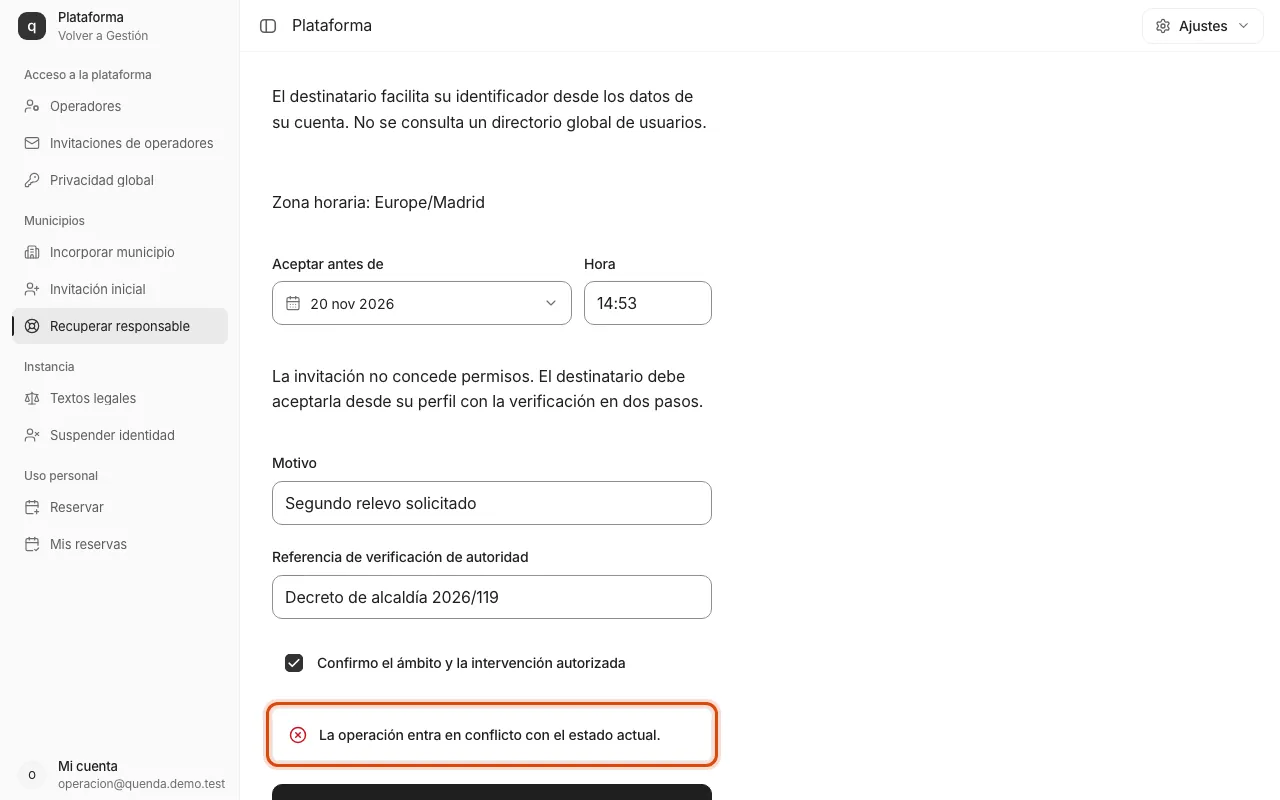 q
Plataforma
Volver a Gestión
Acceso a la plataforma
Operadores
Invitaciones de operadores
Privacidad global
Municipios
Incorporar municipio
Invitación inicial
Recuperar responsable
Instancia
Textos legales
Suspender identidad
Uso personal
Reservar
Mis reservas
O
Mi cuenta
operacion@quenda.demo.test
Plataforma
Ajustes
El destinatario facilita su identificador desde los datos de
su cuenta. No se consulta un directorio global de usuarios.
Zona horaria: Europe/Madrid
Aceptar antes de
Hora
20 nov 2026
14:53
La invitación no concede permisos. El destinatario debe
aceptarla desde su perfil con la verificación en dos pasos.
Motivo
Segundo relevo solicitado
Referencia de verificación de autoridad
Decreto de alcaldía 2026/119
Confirmo el ámbito y la intervención autorizada
La operación entra en conflicto con el estado actual.